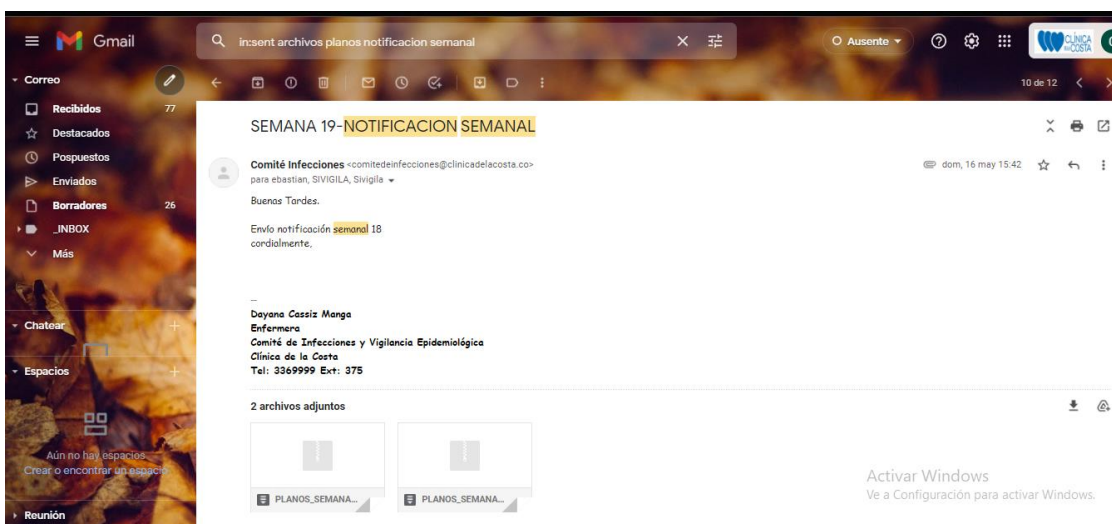 Gmail
in:sent archivos planos notificacion semanal
Ausente
CLÍNICA
COSTA
Correo
10 de 12
Recibidos
77
Destacados
Pospuestos
Enviados
Borradores
26
_INBOX
Más
Chatear
Espacios
Aún no hay espacios
Crear o encontrar un espacio
Reunión
SEMANA 19-NOTIFICACION SEMANAL
Comité Infecciones <comitedeinfecciones@clinicadelacosta.co>
dom, 16 may 15:42
para ebastian, SIVIGILA, Sivigila
Buenas Tardes.
Envío notificación semanal 18
cordialmente,
--
Dayana Cassiz Manga
Enfermera
Comité de Infecciones y Vigilancia Epidemiológica
Clínica de la Costa
Tel: 3369999 Ext: 375
2 archivos adjuntos
PLANOS_SEMANA...
PLANOS_SEMANA...
Activar Windows
Ve a Configuración para activar Windows.